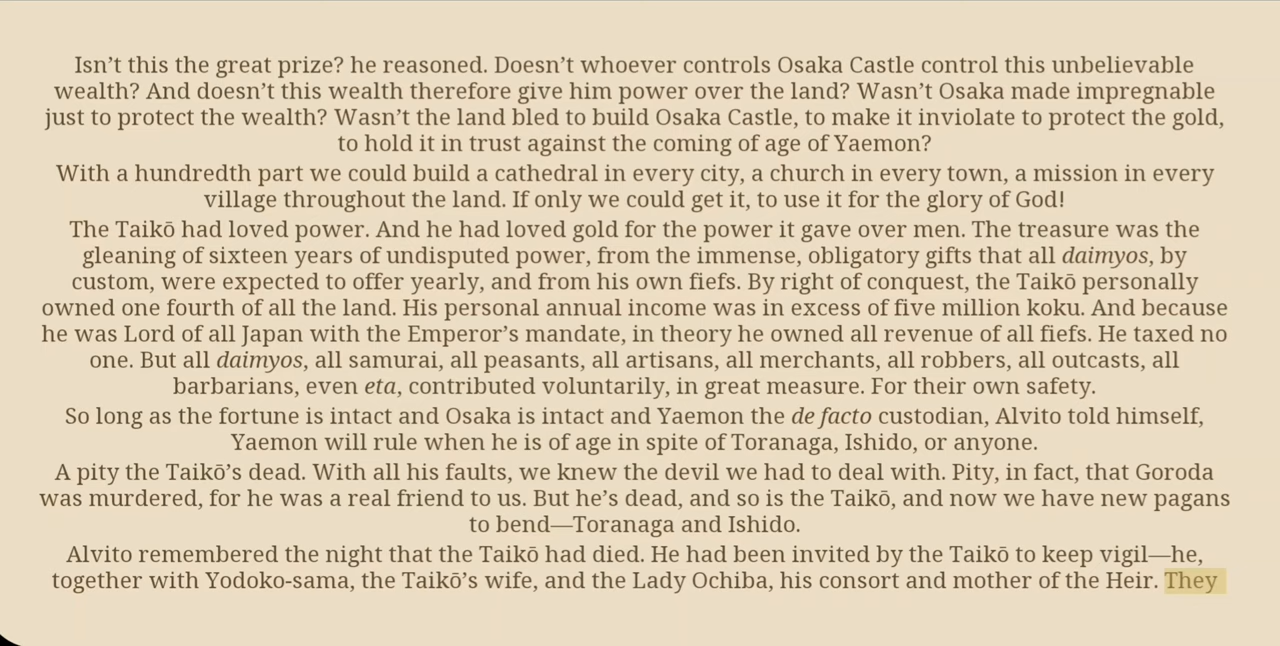 Isn’t this the great prize? he reasoned. Doesn’t whoever controls Osaka Castle control this unbelievable
wealth? And doesn’t this wealth therefore give him power over the land? Wasn’t Osaka made impregnable
just to protect the wealth? Wasn’t the land bled to build Osaka Castle, to make it inviolate to protect the gold,
to hold it in trust against the coming of age of Yaemon?
With a hundredth part we could build a cathedral in every city, a church in every town, a mission in every
village throughout the land. If only we could get it, to use it for the glory of God!
The Taikō had loved power. And he had loved gold for the power it gave over men. The treasure was the
gleaning of sixteen years of undisputed power, from the immense, obligatory gifts that all daimyos, by
custom, were expected to offer yearly, and from his own fiefs. By right of conquest, the Taikō personally
owned one fourth of all the land. His personal annual income was in excess of five million koku. And because
he was Lord of all Japan with the Emperor’s mandate, in theory he owned all revenue of all fiefs. He taxed no
one. But all daimyos, all samurai, all peasants, all artisans, all merchants, all robbers, all outcasts, all
barbarians, even eta, contributed voluntarily, in great measure. For their own safety.
So long as the fortune is intact and Osaka is intact and Yaemon the de facto custodian, Alvito told himself,
Yaemon will rule when he is of age in spite of Toranaga, Ishido, or anyone.
A pity the Taikō’s dead. With all his faults, we knew the devil we had to deal with. Pity, in fact, that Goroda
was murdered, for he was a real friend to us. But he’s dead, and so is the Taikō, and now we have new pagans
to bend—Toranaga and Ishido.
Alvito remembered the night that the Taikō had died. He had been invited by the Taikō to keep vigil—he,
together with Yodoko-sama, the Taikō’s wife, and the Lady Ochiba, his consort and mother of the Heir. They